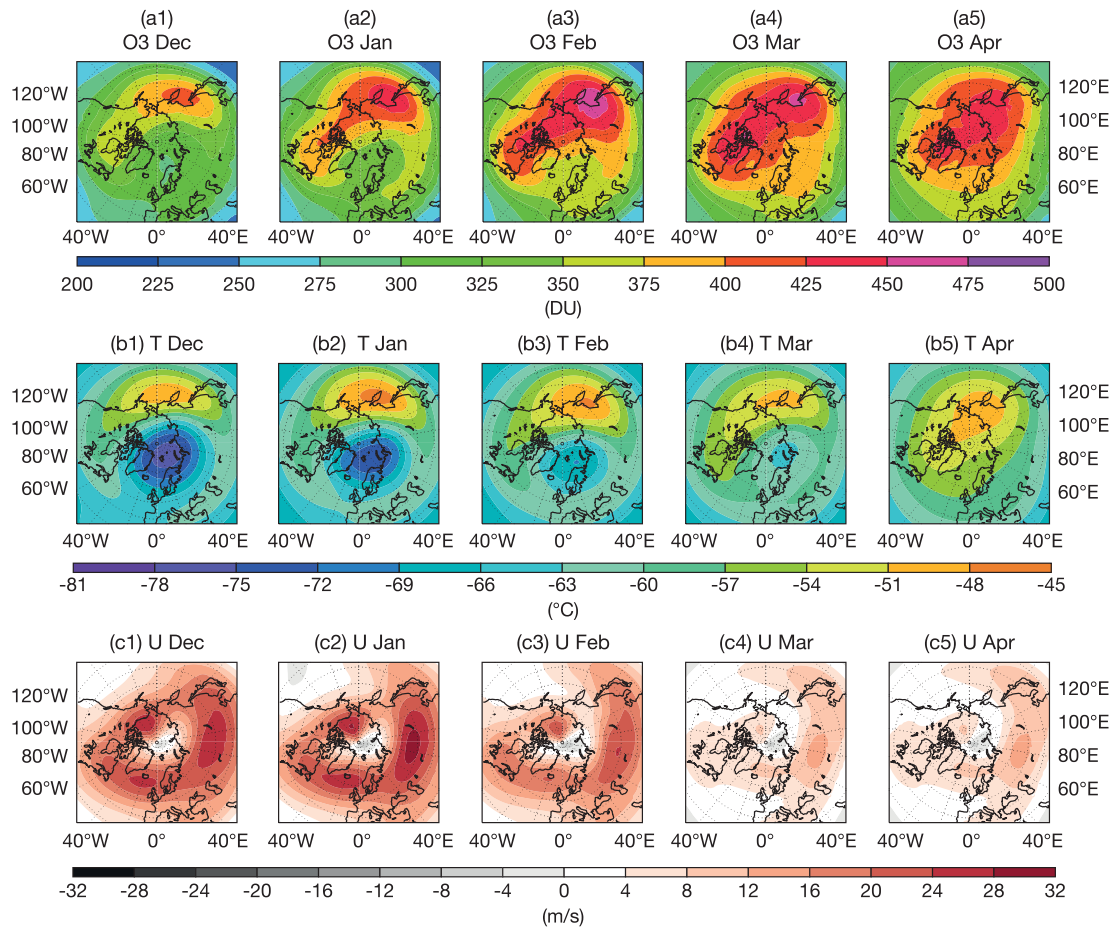 (a1) (a2) (a3) (a4) (a5)
O3 Dec O3 Jan O3 Feb O3 Mar O3 Apr
120°W 120°E
100°W 100°E
80°W 80°E
60°W 60°E
40°W 0° 40°E 40°W 0° 40°E 40°W 0° 40°E 40°W 0° 40°E 40°W 0° 40°E
200 225 250 275 300 325 350 375 400 425 450 475 500
(DU)
(b1) T Dec (b2) T Jan (b3) T Feb (b4) T Mar (b5) T Apr
120°W 120°E
100°W 100°E
80°W 80°E
60°W 60°E
40°W 0° 40°E 40°W 0° 40°E 40°W 0° 40°E 40°W 0° 40°E 40°W 0° 40°E
-81 -78 -75 -72 -69 -66 -63 -60 -57 -54 -51 -48 -45
(°C)
(c1) U Dec (c2) U Jan (c3) U Feb (c4) U Mar (c5) U Apr
120°W 120°E
100°W 100°E
80°W 80°E
60°W 60°E
40°W 0° 40°E 40°W 0° 40°E 40°W 0° 40°E 40°W 0° 40°E 40°W 0° 40°E
-32 -28 -24 -20 -16 -12 -8 -4 0 4 8 12 16 20 24 28 32
(m/s)